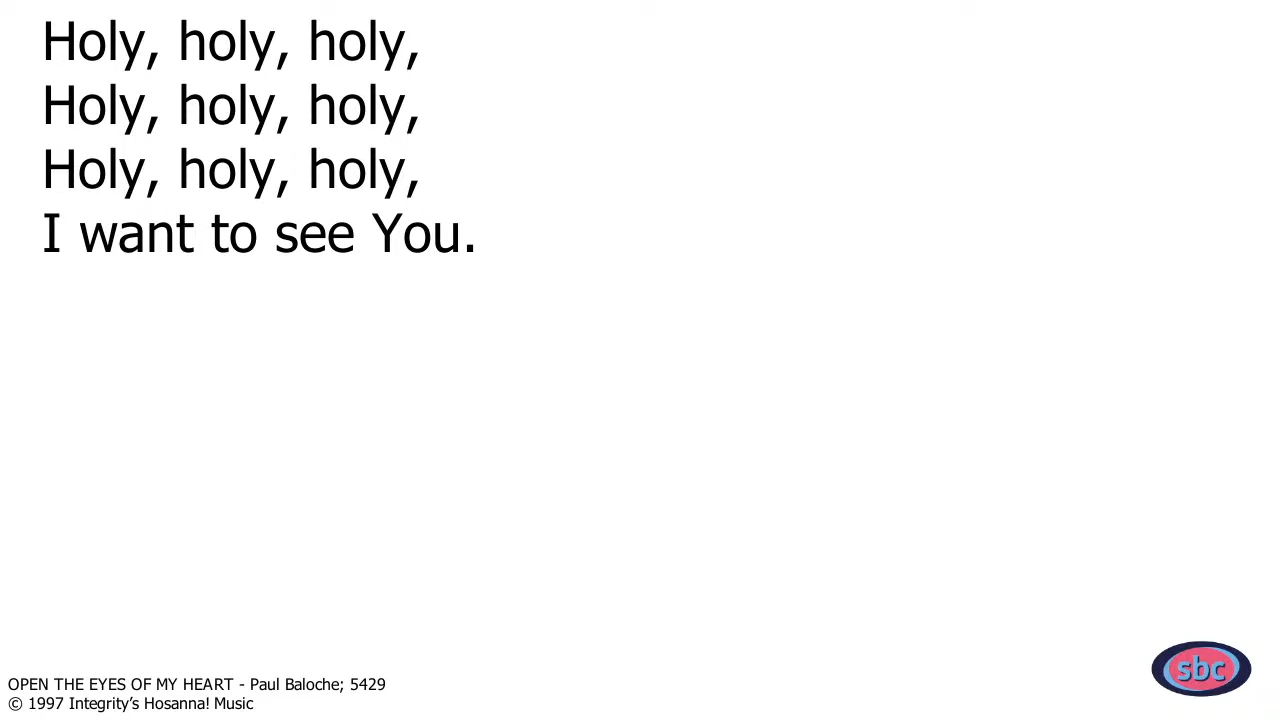 Holy, holy, holy,
Holy, holy, holy,
Holy, holy, holy,
I want to see You.
OPEN THE EYES OF MY HEART - Paul Baloche; 5429
© 1997 Integrity’s Hosanna! Music
sbc